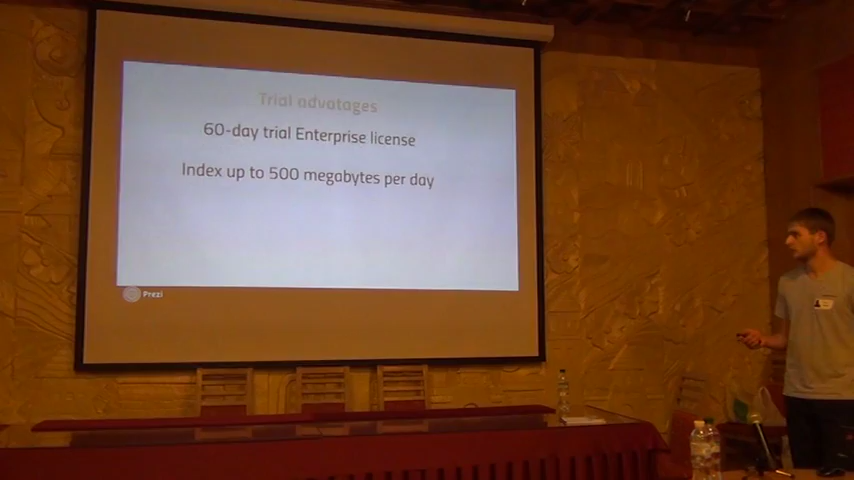 Trial advatages
60-day trial Enterprise license
Index up to 500 megabytes per day
Prezi